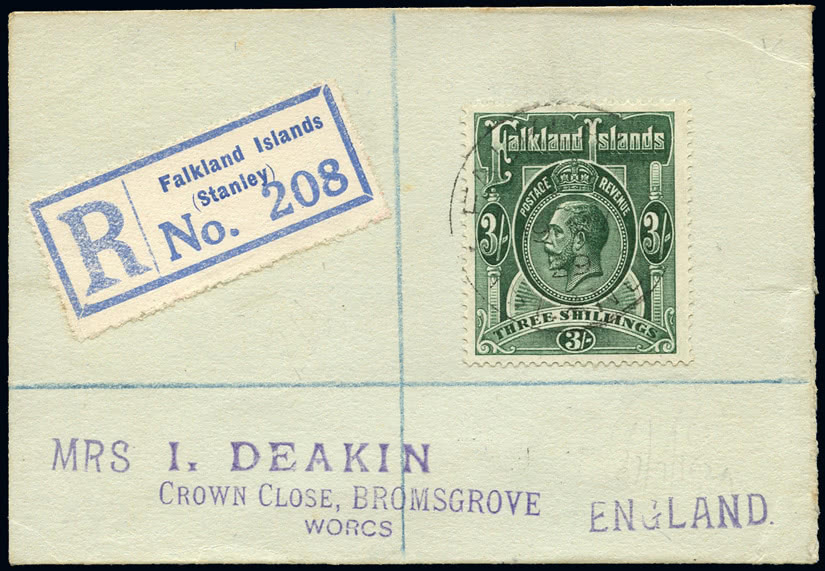 R
Falkland Islands
(Stanley)
No. 208
Falkland Islands
POSTAGE REVENUE
3/- 3/-
THREE·SHILLINGS
3/-
MRS I. DEAKIN
CROWN CLOSE, BROMSGROVE
WORCS
ENGLAND.